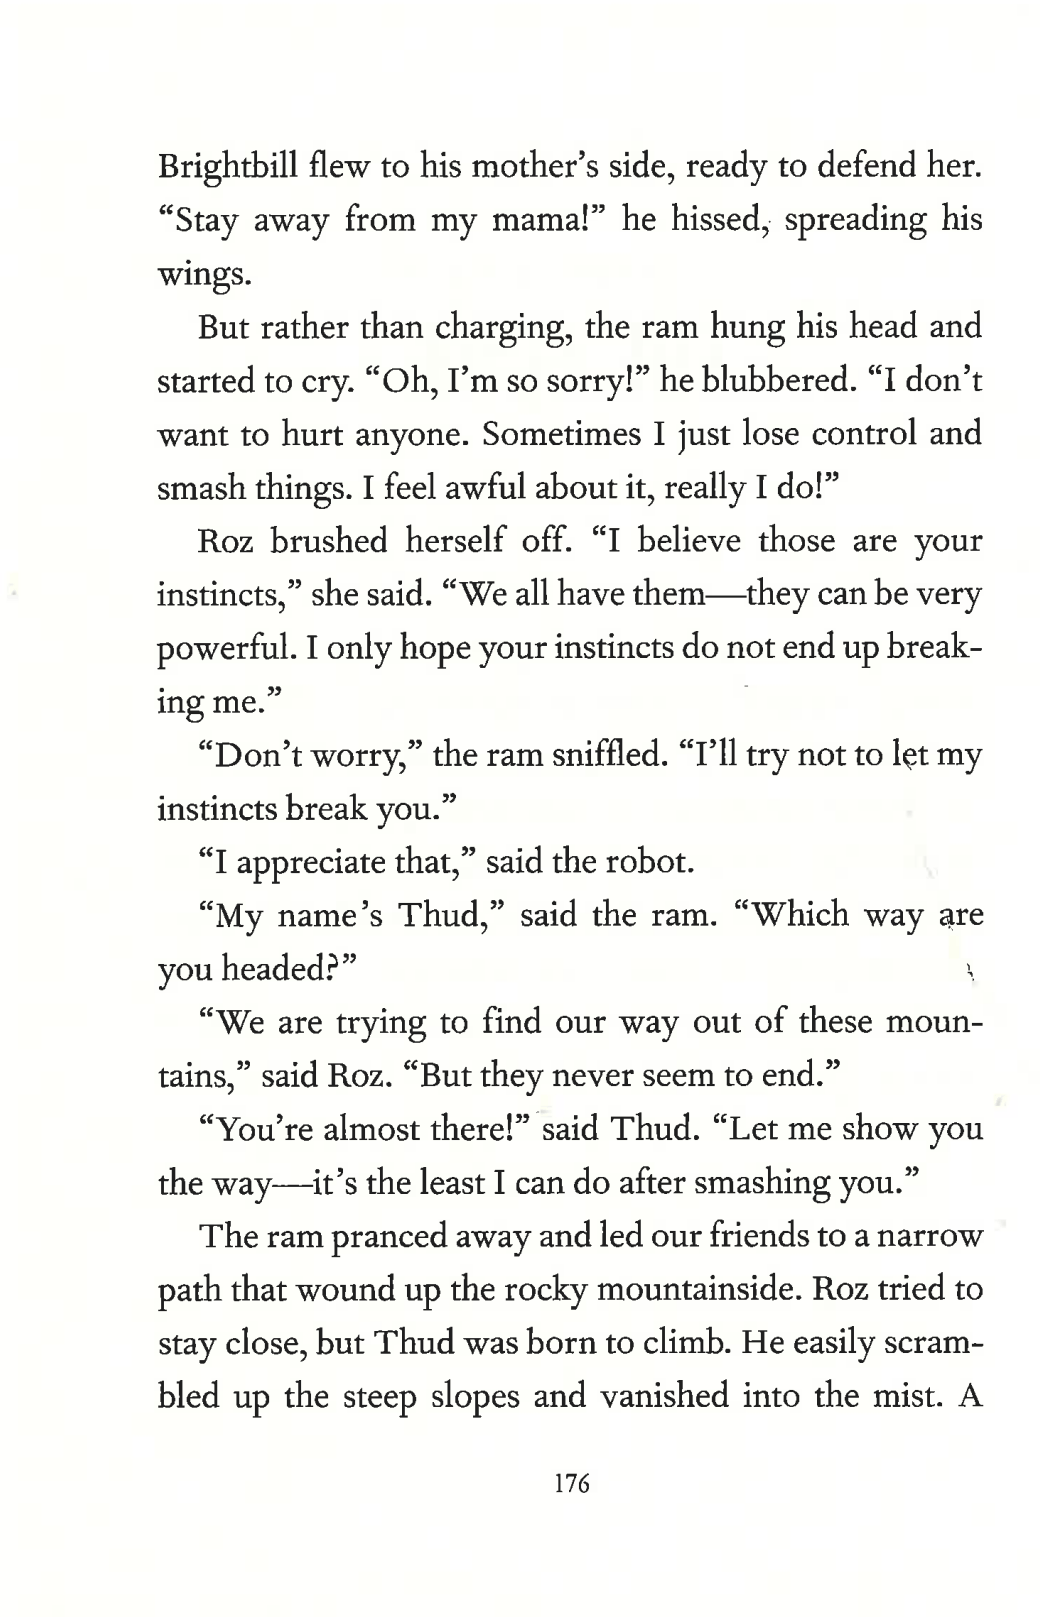 Brightbill flew to his mother’s side, ready to defend her.
“Stay away from my mama!” he hissed, spreading his
wings.
But rather than charging, the ram hung his head and
started to cry. “Oh, I’m so sorry!” he blubbered. “I don’t
want to hurt anyone. Sometimes I just lose control and
smash things. I feel awful about it, really I do!”
Roz brushed herself off. “I believe those are your
instincts,” she said. “We all have them—they can be very
powerful. I only hope your instincts do not end up break-
ing me.”
“Don’t worry,” the ram sniffled. “I’ll try not to let my
instincts break you.”
“I appreciate that,” said the robot.
“My name’s Thud,” said the ram. “Which way are
you headed?”
“We are trying to find our way out of these moun-
tains,” said Roz. “But they never seem to end.”
“You’re almost there!” said Thud. “Let me show you
the way—it’s the least I can do after smashing you.”
The ram pranced away and led our friends to a narrow
path that wound up the rocky mountainside. Roz tried to
stay close, but Thud was born to climb. He easily scram-
bled up the steep slopes and vanished into the mist. A
176